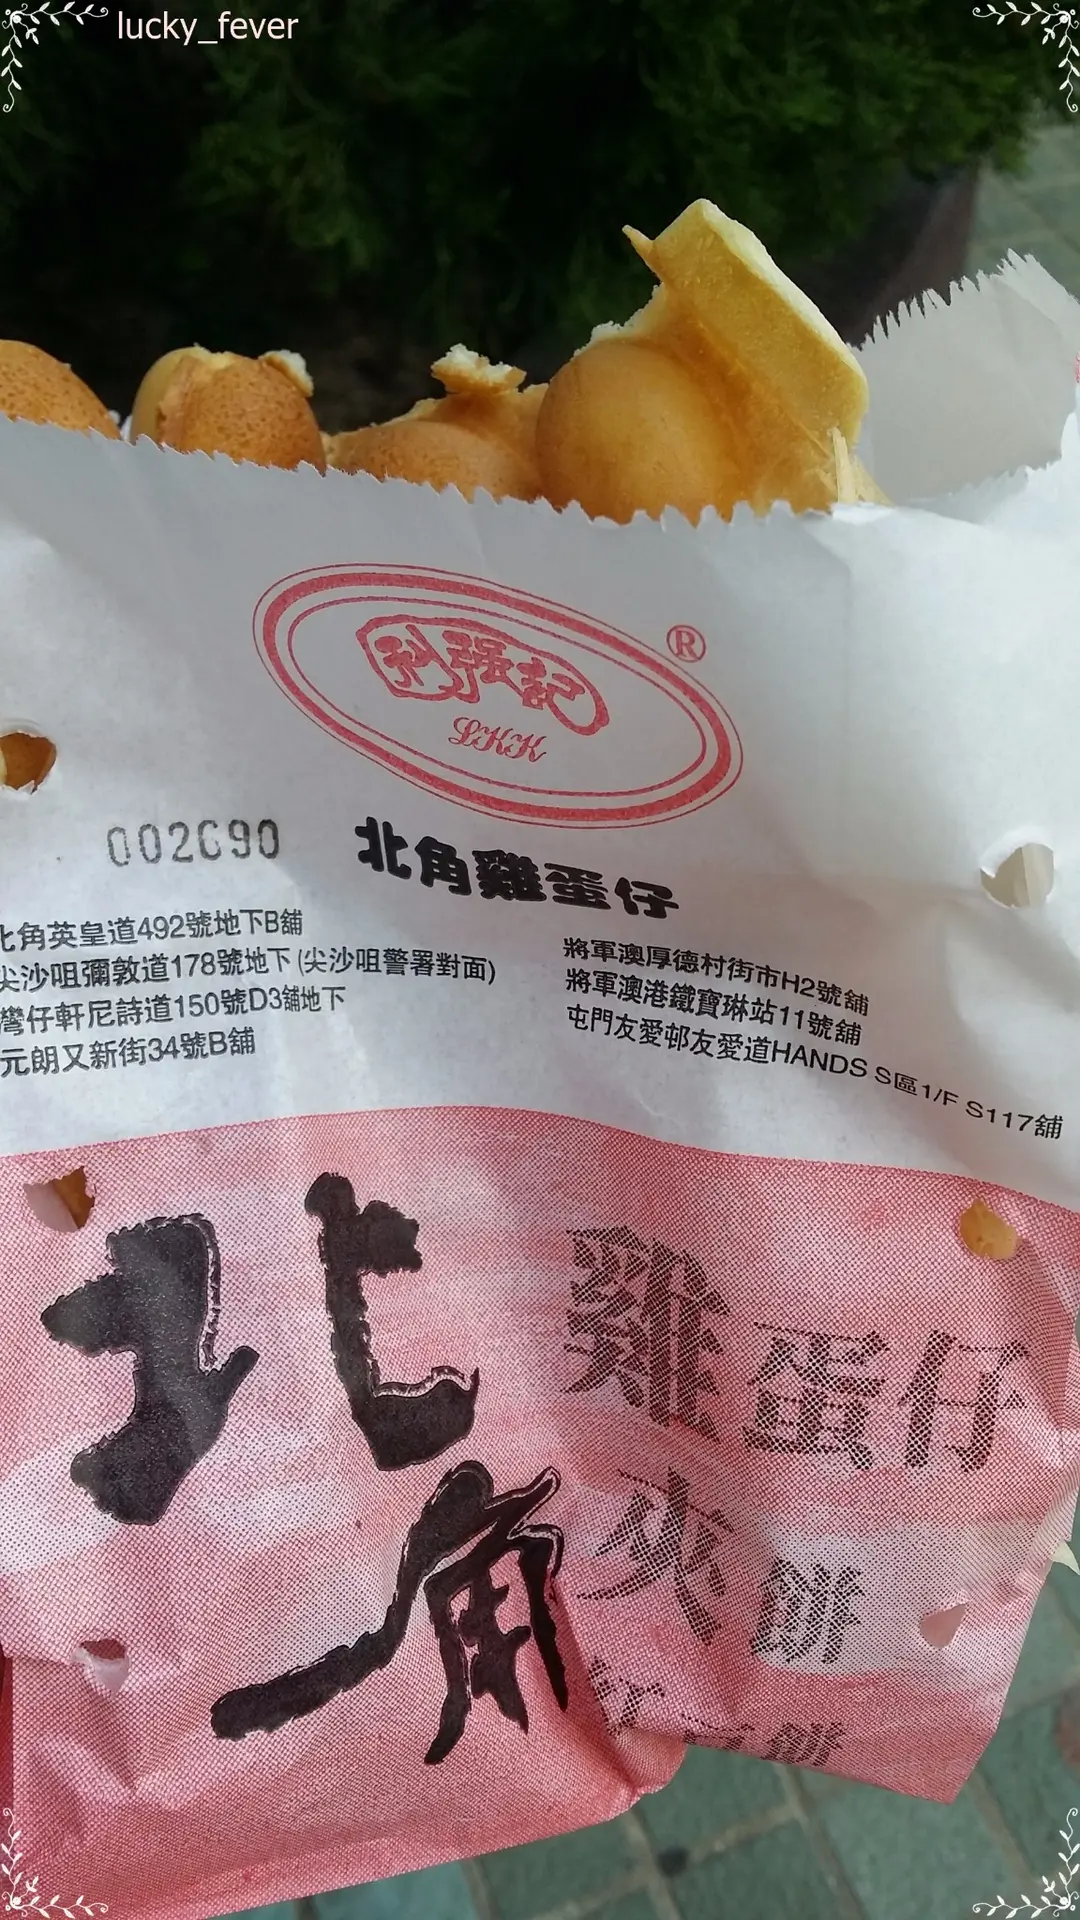 lucky_fever
利强記
®
LKK
002690
北角雞蛋仔
北角英皇道492號地下B舖
尖沙咀彌敦道178號地下 (尖沙咀警署對面)
灣仔軒尼詩道150號D3舖地下
元朗又新街34號B舖
將軍澳厚德村街市H2號舖
將軍澳港鐵寶琳站11號舖
屯門友愛邨友愛道HANDS S區1/F S117舖
北角
雞蛋仔
夾餅